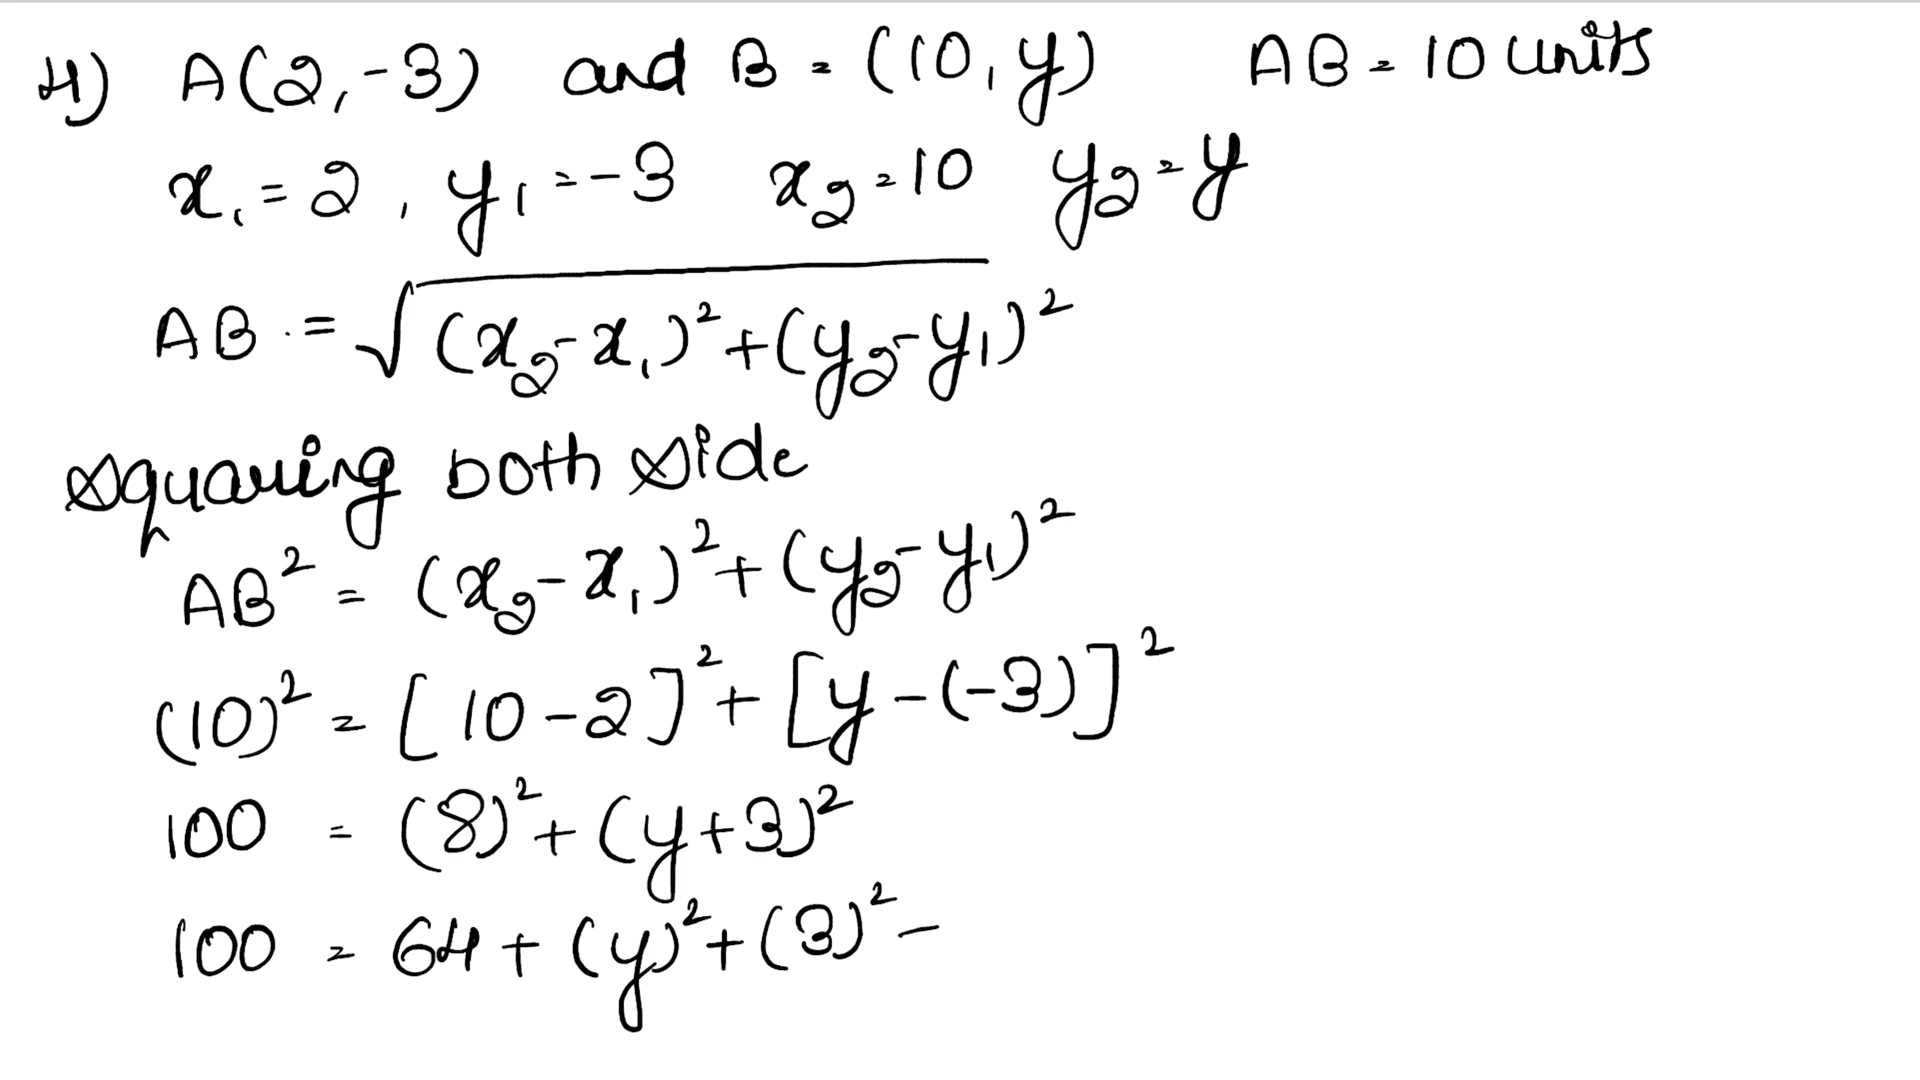 4) A(2,-3) and B = (10, y) AB = 10 units
x₁ = 2, y₁ = -3 x₂ = 10 y₂ = y
AB .= √(x₂-x₁)²+(y₂-y₁)²
squaring both side
AB² = (x₂-x₁)²+(y₂-y₁)²
(10)² = [10-2]²+[y-(-3)]²
100 = (8)²+(y+3)²
100 = 64+(y)²+(3)²-